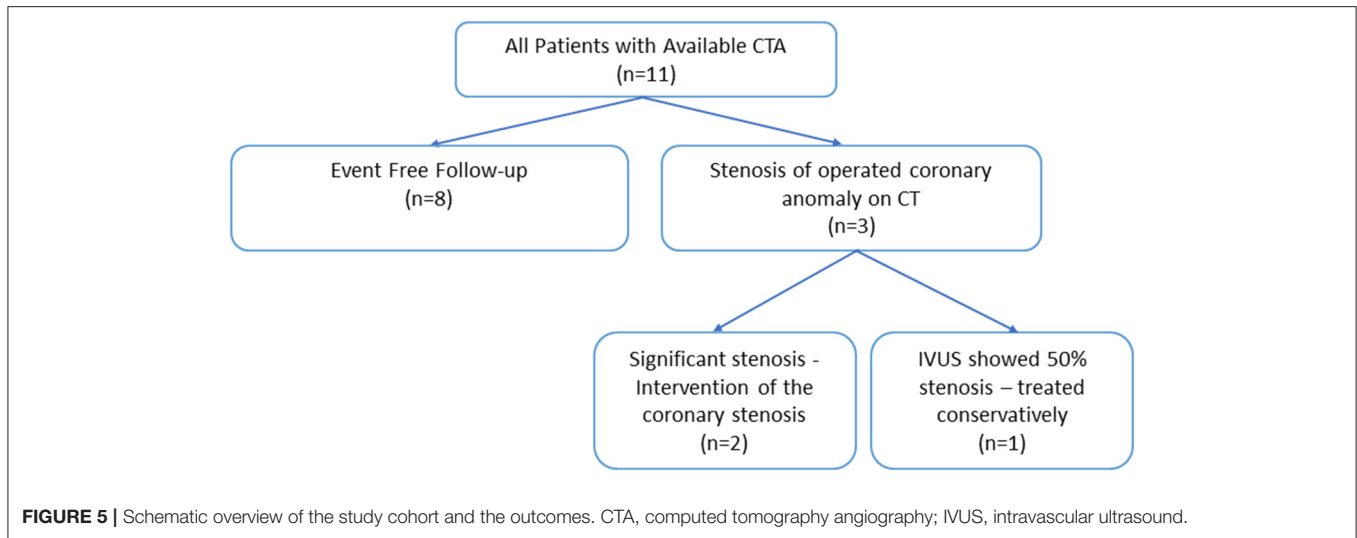 All Patients with Available CTA
(n=11)
Event Free Follow-up
(n=8)
Stenosis of operated coronary
anomaly on CT
(n=3)
Significant stenosis -
Intervention of the
coronary stenosis
(n=2)
IVUS showed 50%
stenosis – treated
conservatively
(n=1)
FIGURE 5 | Schematic overview of the study cohort and the outcomes. CTA, computed tomography angiography; IVUS, intravascular ultrasound.